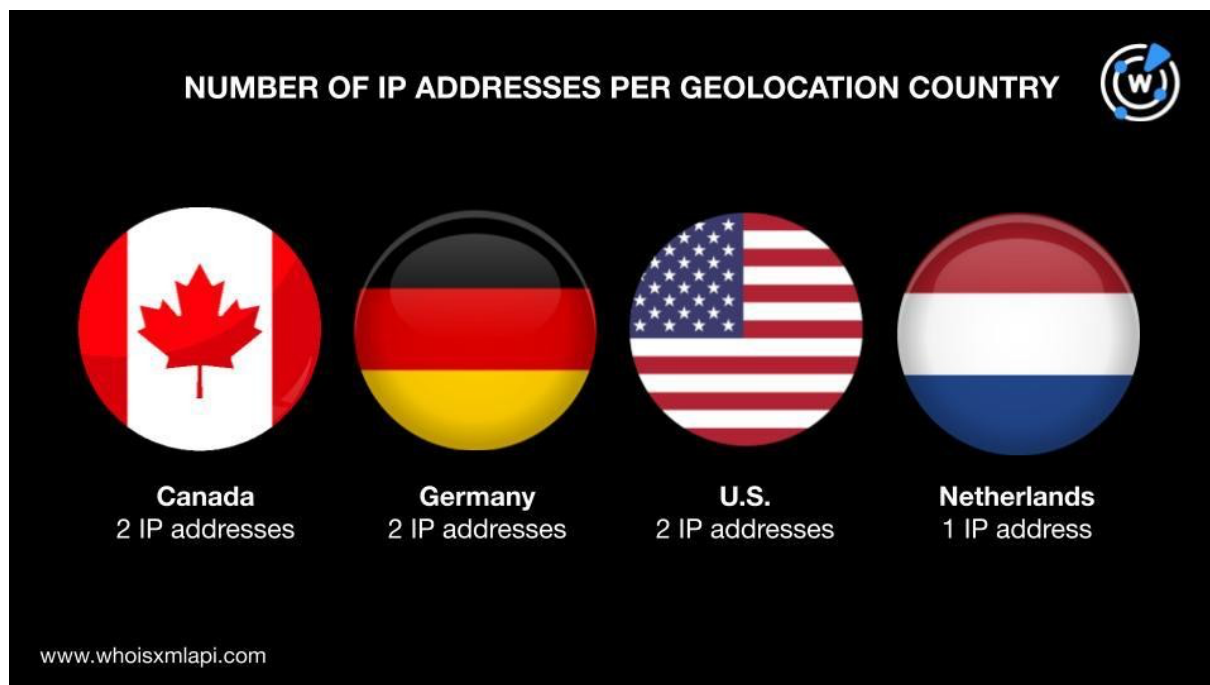 NUMBER OF IP ADDRESSES PER GEOLOCATION COUNTRY
W
Canada
2 IP addresses
Germany
2 IP addresses
U.S.
2 IP addresses
Netherlands
1 IP address
www.whoisxmlapi.com